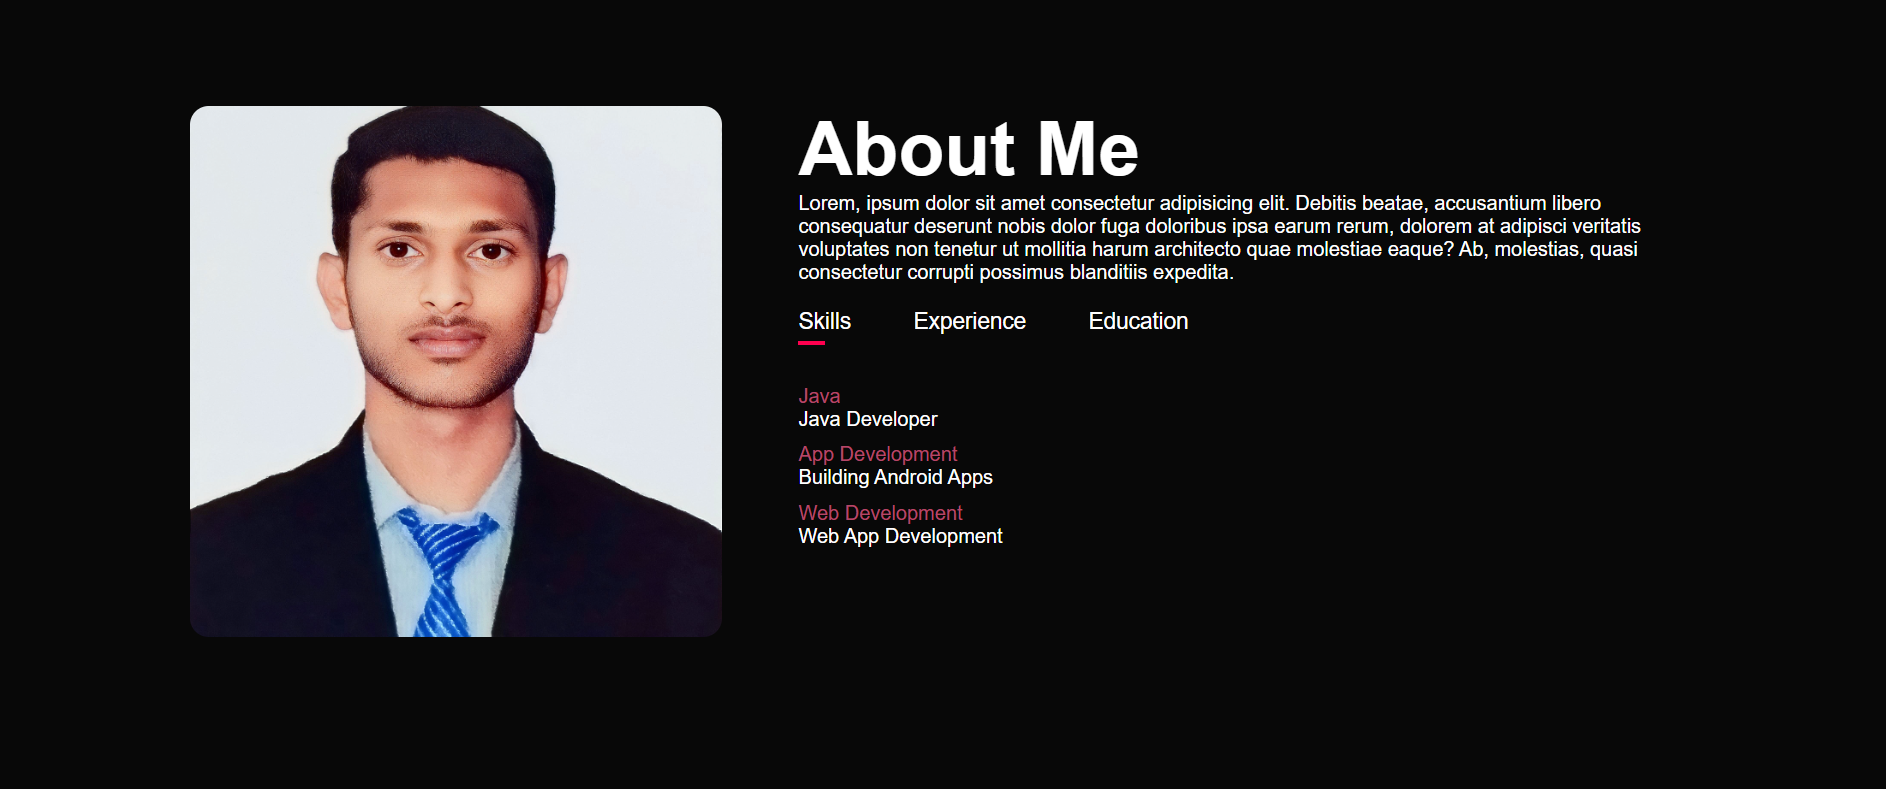 About Me
Lorem, ipsum dolor sit amet consectetur adipisicing elit. Debitis beatae, accusantium libero
consequatur deserunt nobis dolor fuga doloribus ipsa earum rerum, dolorem at adipisci veritatis
voluptates non tenetur ut mollitia harum architecto quae molestiae eaque? Ab, molestias, quasi
consectetur corrupti possimus blanditiis expedita.
Skills Experience Education
Java
Java Developer
App Development
Building Android Apps
Web Development
Web App Development